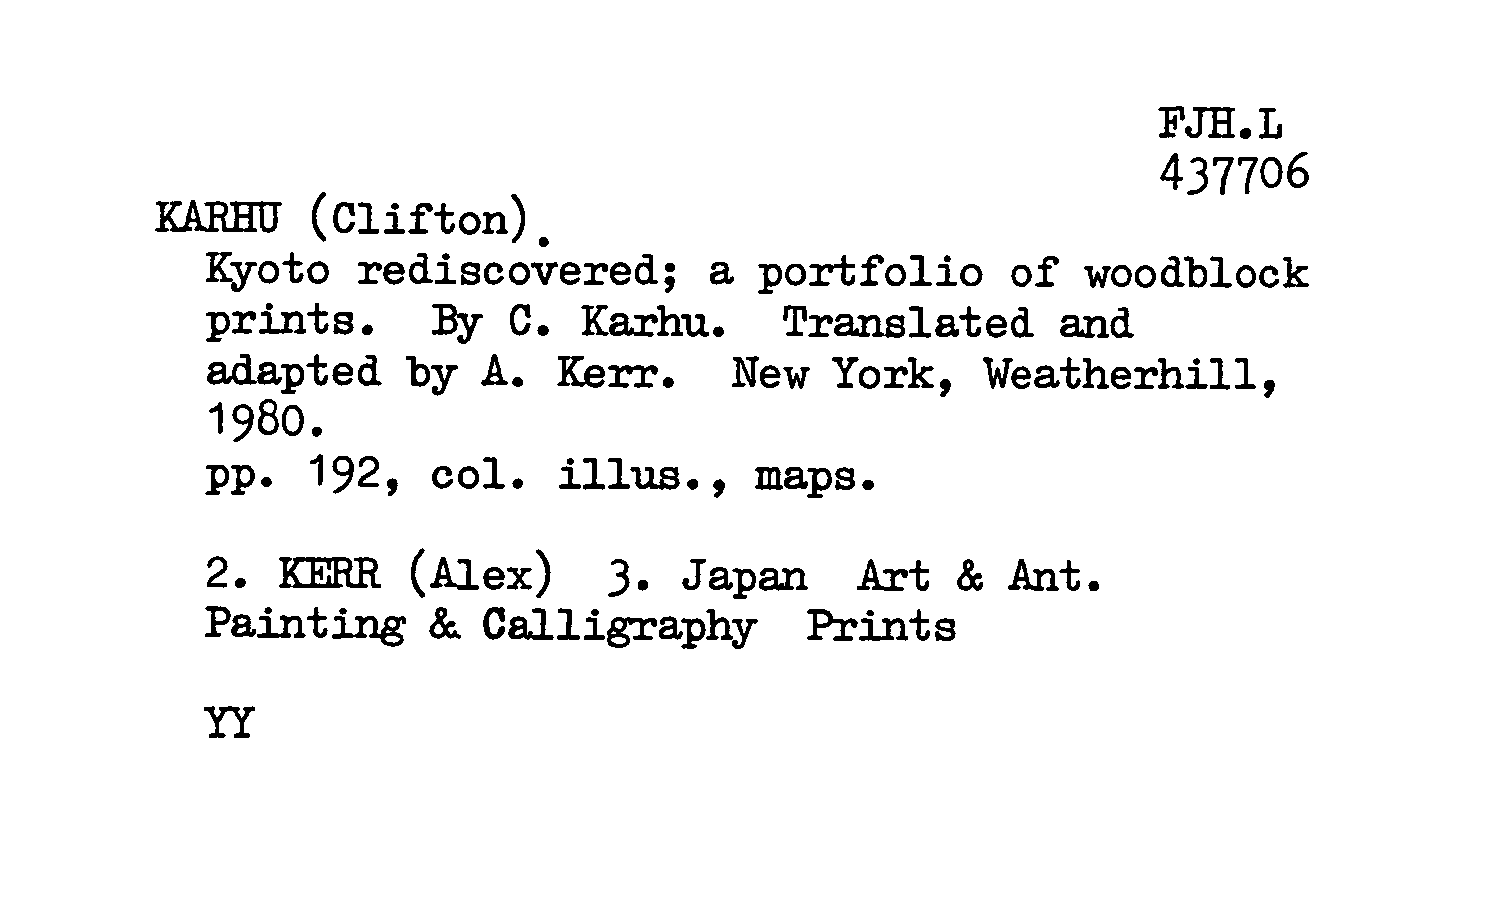 FJH.L
437706
KARHU (Clifton).
Kyoto rediscovered; a portfolio of woodblock
prints.  By C. Karhu.  Translated and
adapted by A. Kerr.  New York, Weatherhill,
1980.
pp. 192, col. illus., maps.
2. KERR (Alex)  3. Japan  Art & Ant.
Painting & Calligraphy  Prints
YY